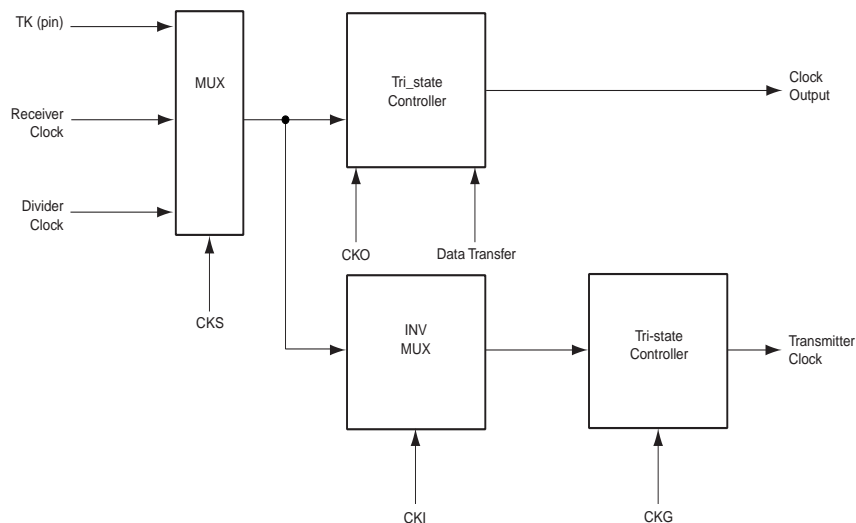 TK (pin)
MUX
Tri_state
Controller
Clock
Output
Receiver
Clock
Divider
Clock
CKO
Data Transfer
CKS
INV
MUX
Tri-state
Controller
Transmitter
Clock
CKI
CKG